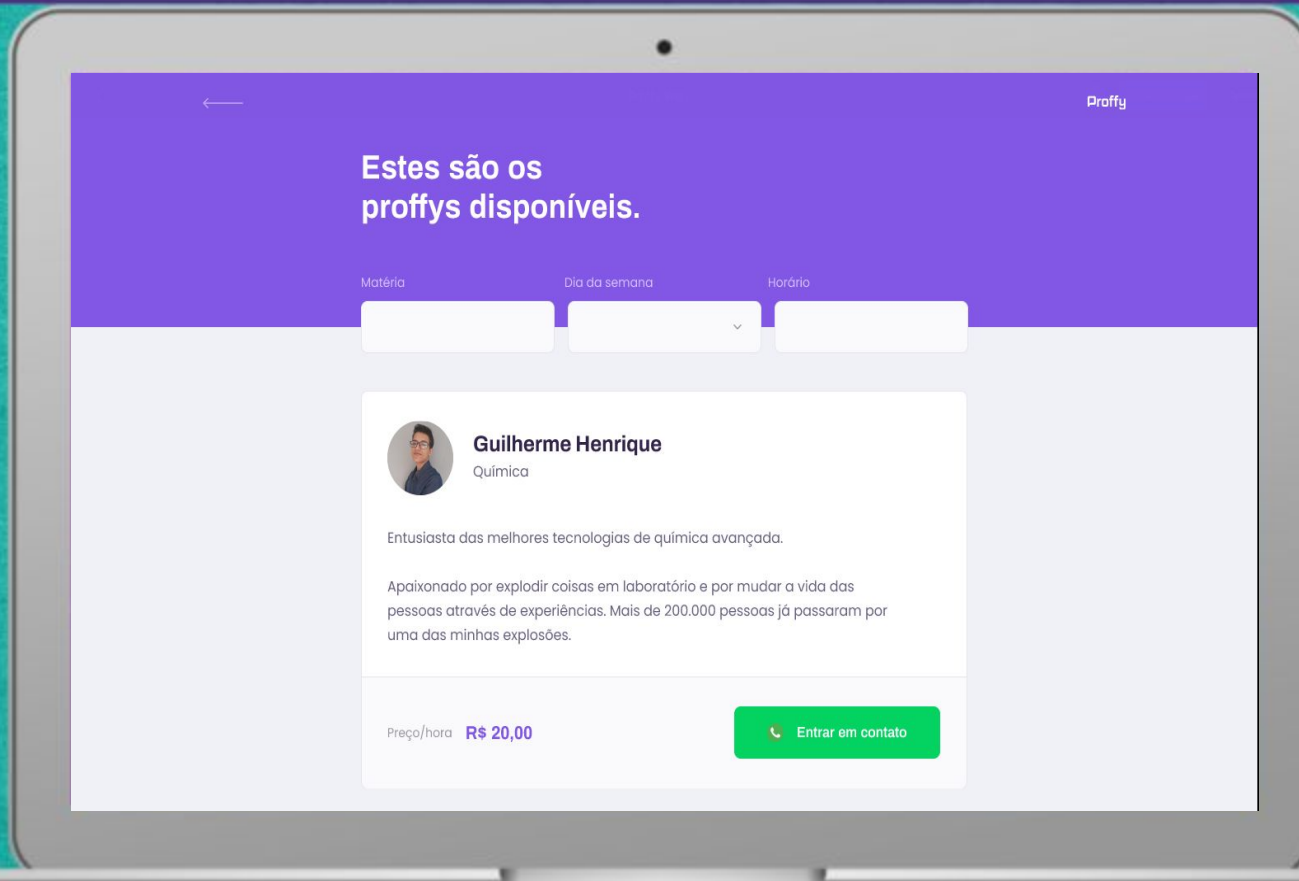 Proffy
Estes são os
proffys disponíveis.
Matéria
Dia da semana
Horário
Guilherme Henrique
Química
Entusiasta das melhores tecnologias de química avançada.
Apaixonado por explodir coisas em laboratório e por mudar a vida das
pessoas através de experiências. Mais de 200.000 pessoas já passaram por
uma das minhas explosões.
Preço/hora R$ 20,00
Entrar em contato